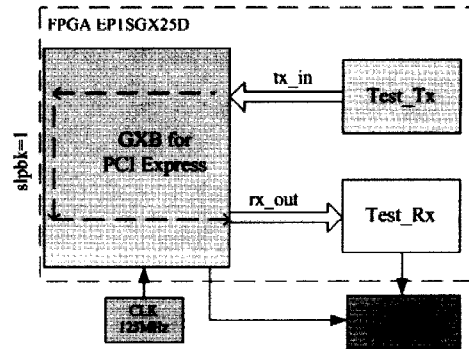 FPGA EP1SGX25D
tx_in
Test_Tx
GXB for
PCI Express
slpbk=1
rx_out
Test_Rx
CLK
125MHz